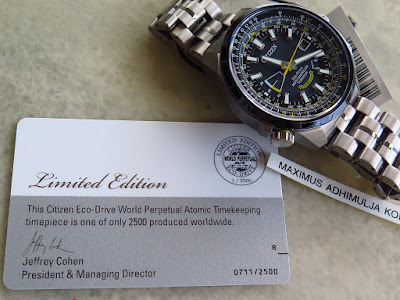 CITIZEN
LIMITED EDITION
CITIZEN
WORLD PERPETUAL
Limited Edition
MAXIMUS ADHIMULJA
This Citizen Eco-Drive World Perpetual Atomic Timekeeping
timepiece is one of only 2500 produced worldwide.
R
Jeffrey Cohen
President & Managing Director
0711/2500